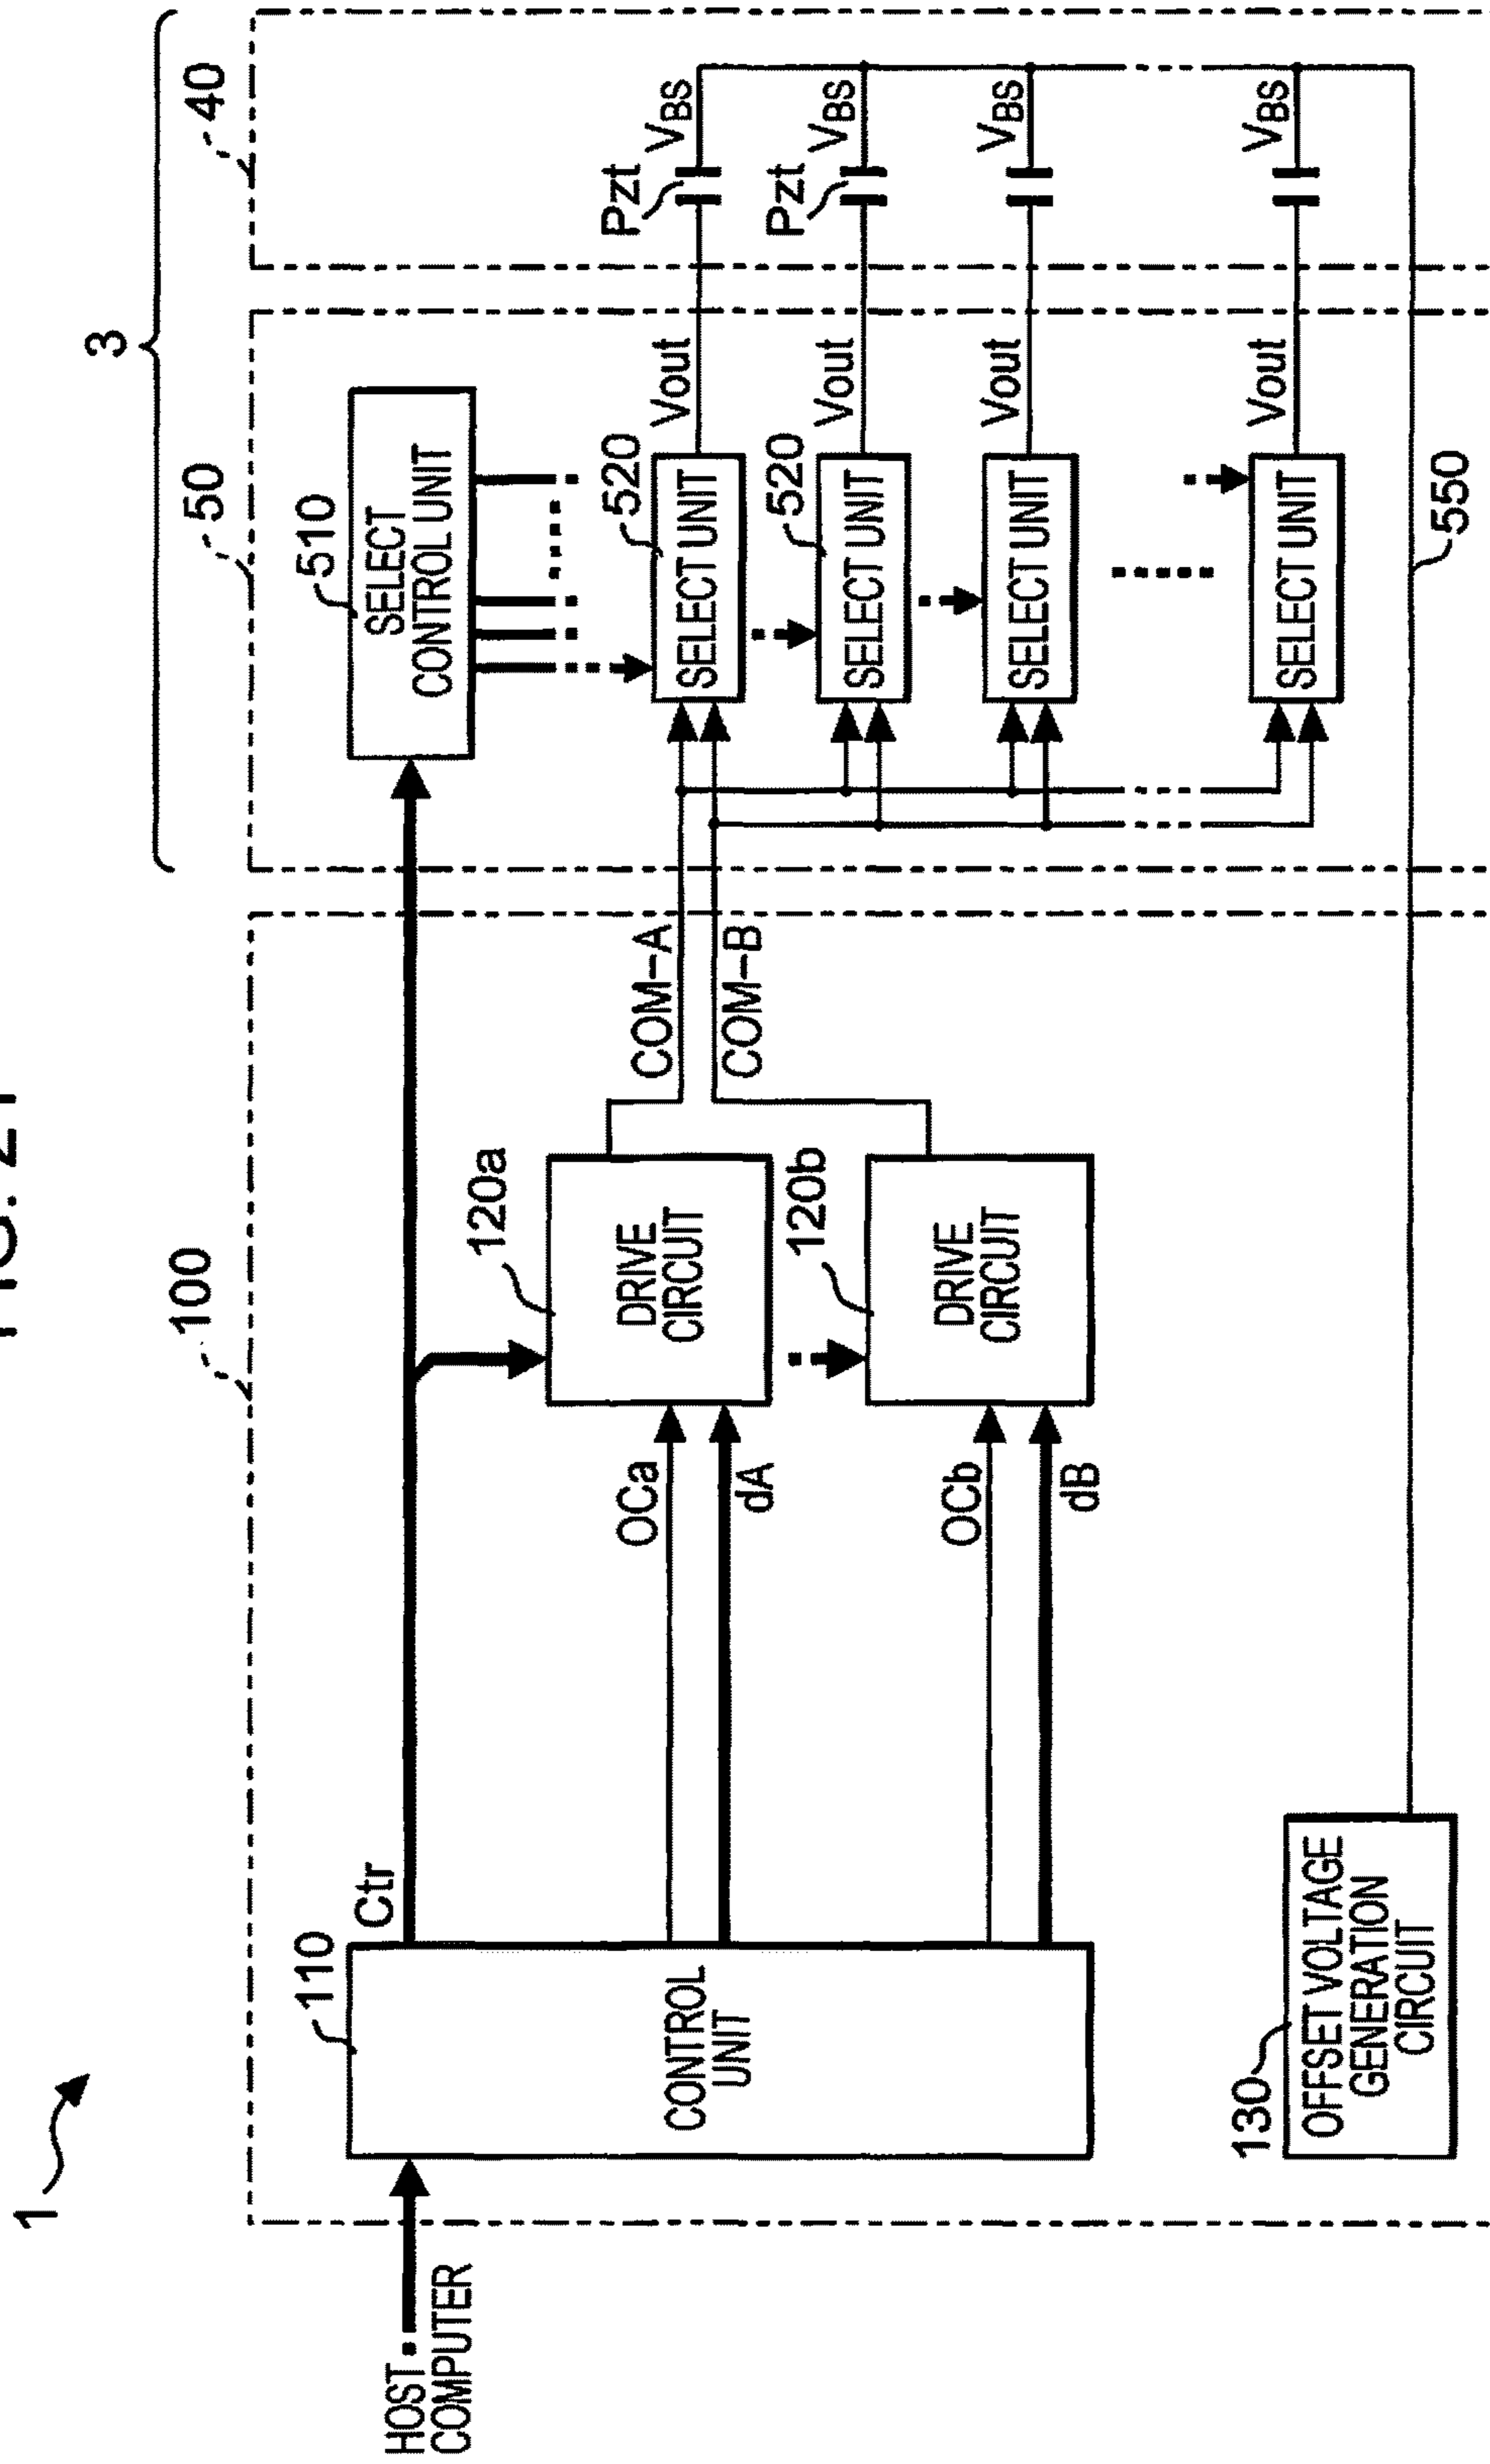 1
3
100
50
40
HOST
COMPUTER
110
CONTROL
UNIT
Ctr
510
SELECT
CONTROL UNIT
OCa
dA
120a
DRIVE
CIRCUIT
COM-A
COM-B
OCb
dB
120b
DRIVE
CIRCUIT
520
SELECT UNIT
Vout
Pzt
VBS
520
SELECT UNIT
Vout
Pzt
VBS
SELECT UNIT
Vout
VBS
SELECT UNIT
Vout
VBS
130
OFFSET VOLTAGE
GENERATION
CIRCUIT
550